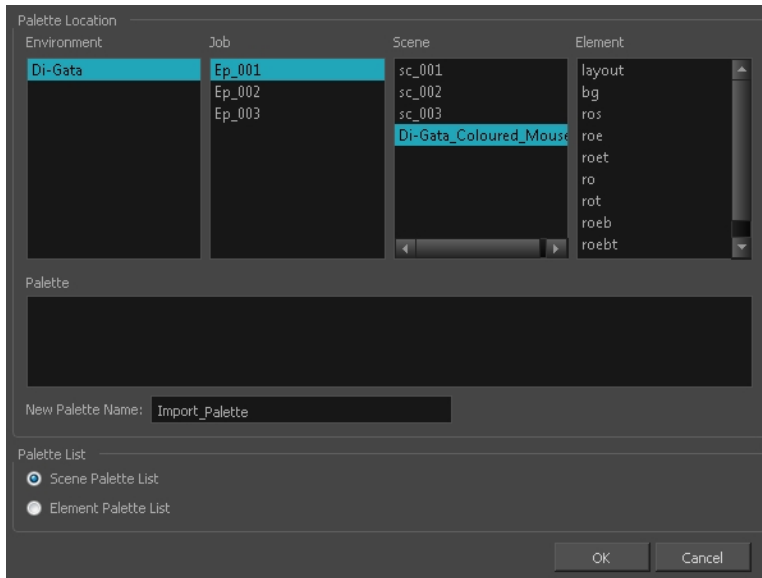 Palette Location
Environment Job Scene Element
Di-Gata Ep_001 sc_001 layout
Ep_002 sc_002 bg
Ep_003 sc_003 ros
Di-Gata_Coloured_Mouse roe
roet
ro
rot
roeb
roebt
Palette
New Palette Name: Import_Palette
Palette List
Scene Palette List
Element Palette List
OK Cancel